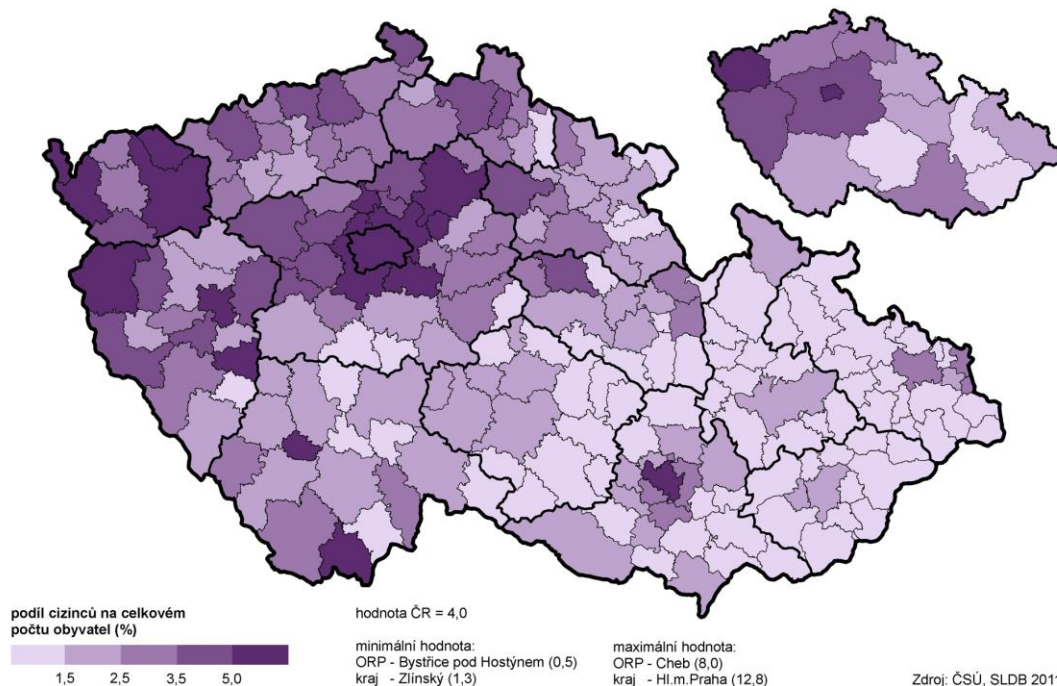 podíl cizinců na celkovém
počtu obyvatel (%)
1,5 2,5 3,5 5,0
hodnota ČR = 4,0
minimální hodnota:
ORP - Bystřice pod Hostýnem (0,5)
kraj - Zlínský (1,3)
maximální hodnota:
ORP - Cheb (8,0)
kraj - Hl.m.Praha (12,8)
Zdroj: ČSÚ, SLDB 201